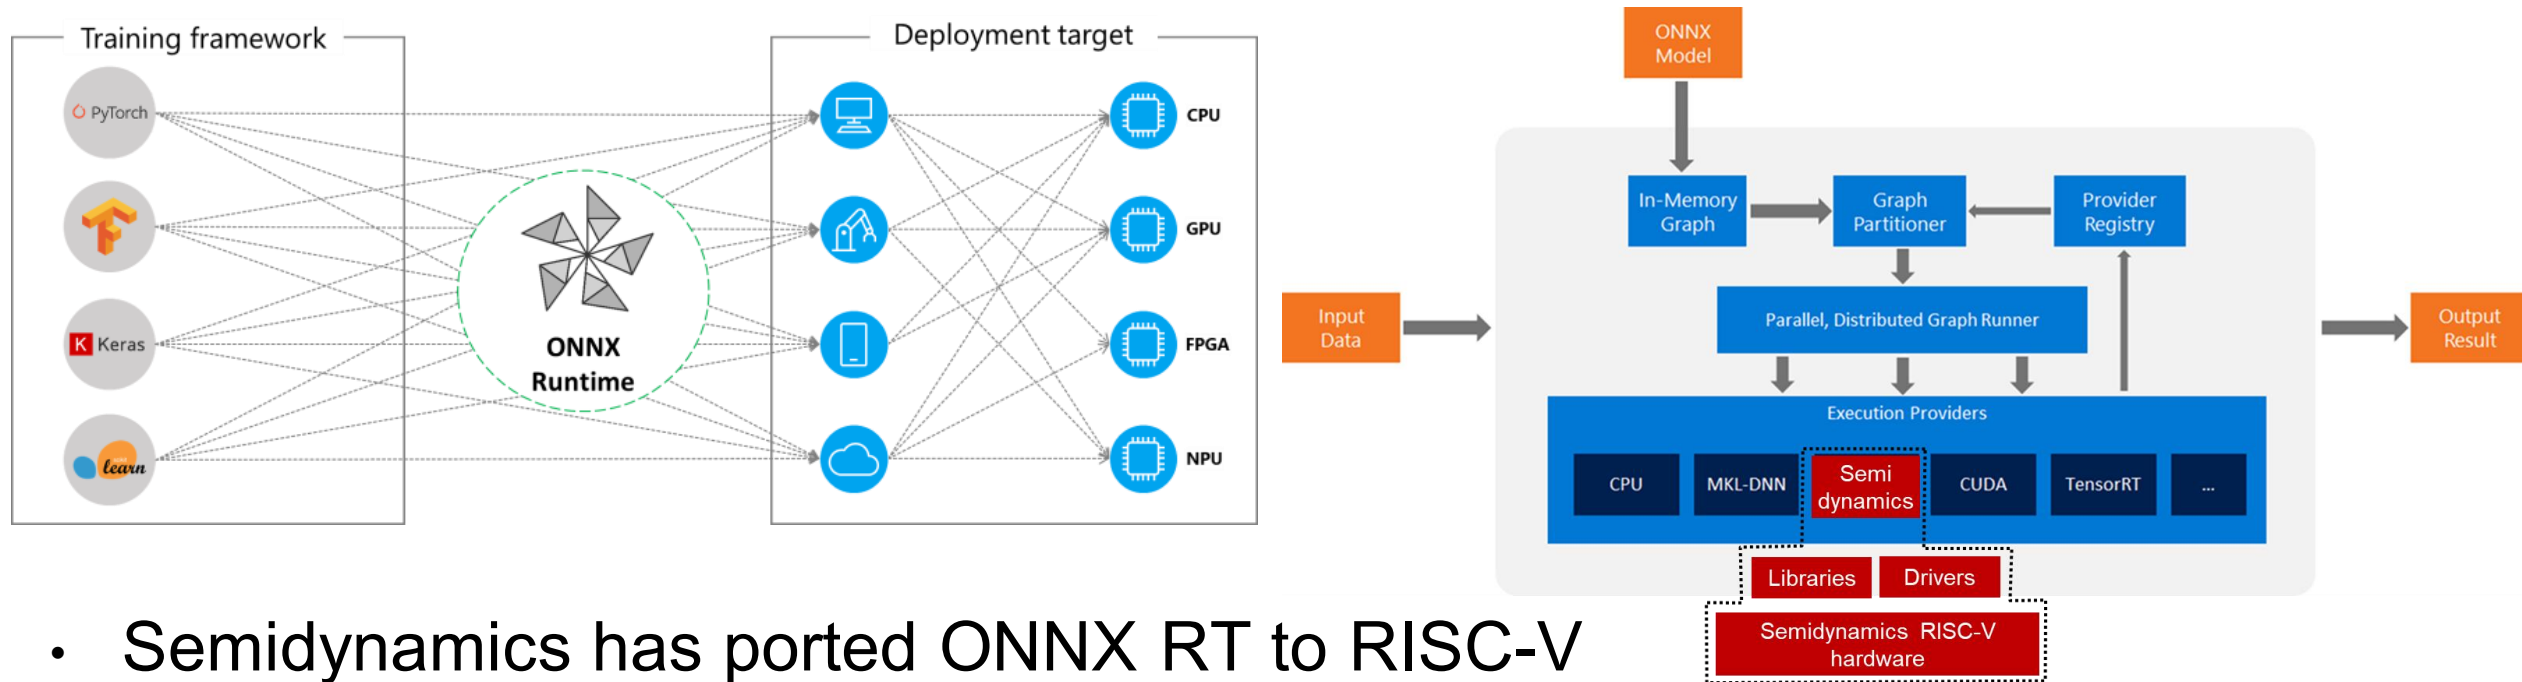 Training framework
PyTorch
K Keras
learn
ONNX
Runtime
Deployment target
CPU
GPU
FPGA
NPU
ONNX
Model
In-Memory
Graph
Graph
Partitioner
Provider
Registry
Input
Data
Parallel, Distributed Graph Runner
Output
Result
Execution Providers
CPU
MKL-DNN
Semi
dynamics
CUDA
TensorRT
...
Libraries
Drivers
Semidynamics RISC-V
hardware
• Semidynamics has ported ONNX RT to RISC-V